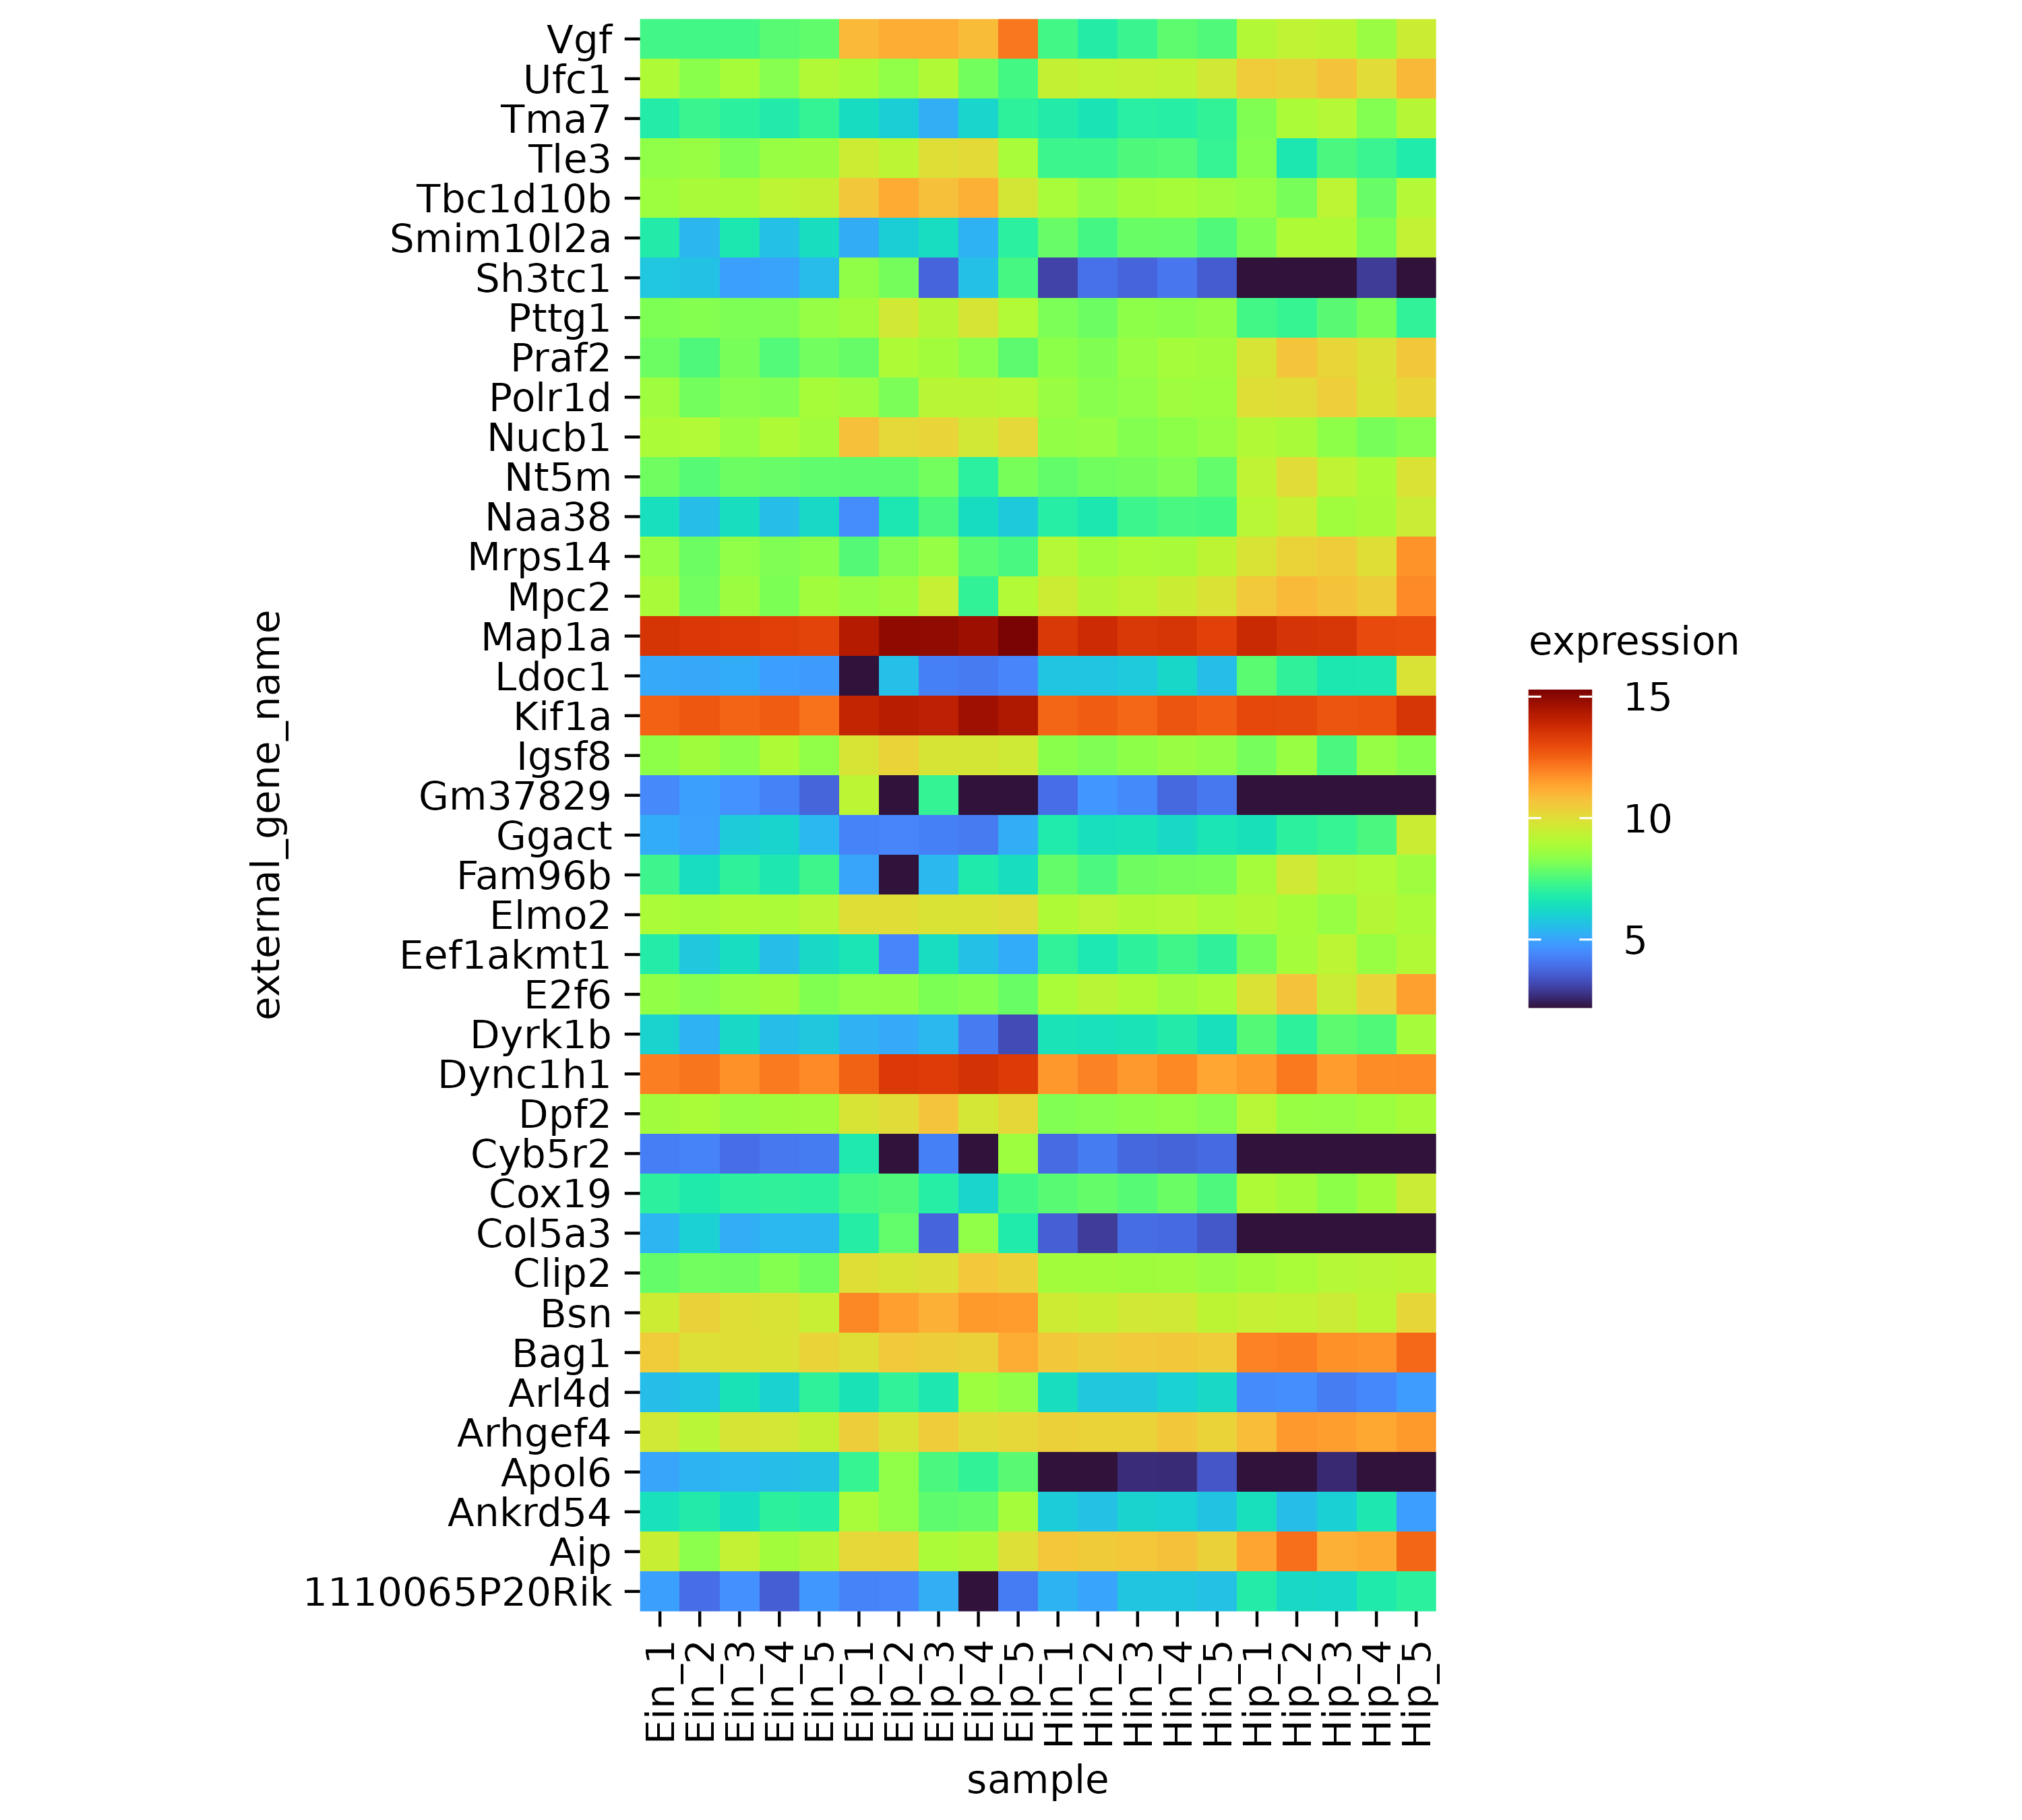 Vgf
Ufc1
Tma7
Tle3
Tbc1d10b
Smim10l2a
Sh3tc1
Pttg1
Praf2
Polr1d
Nucb1
Nt5m
Naa38
Mrps14
Mpc2
Map1a
Ldoc1
Kif1a
Igsf8
Gm37829
Ggact
Fam96b
Elmo2
Eef1akmt1
E2f6
Dyrk1b
Dync1h1
Dpf2
Cyb5r2
Cox19
Col5a3
Clip2
Bsn
Bag1
Arl4d
Arhgef4
Apol6
Ankrd54
Aip
1110065P20Rik
external_gene_name
Ein_1
Ein_2
Ein_3
Ein_4
Ein_5
Eip_1
Eip_2
Eip_3
Eip_4
Eip_5
Hin_1
Hin_2
Hin_3
Hin_4
Hin_5
Hip_1
Hip_2
Hip_3
Hip_4
Hip_5
sample
expression
15
10
5